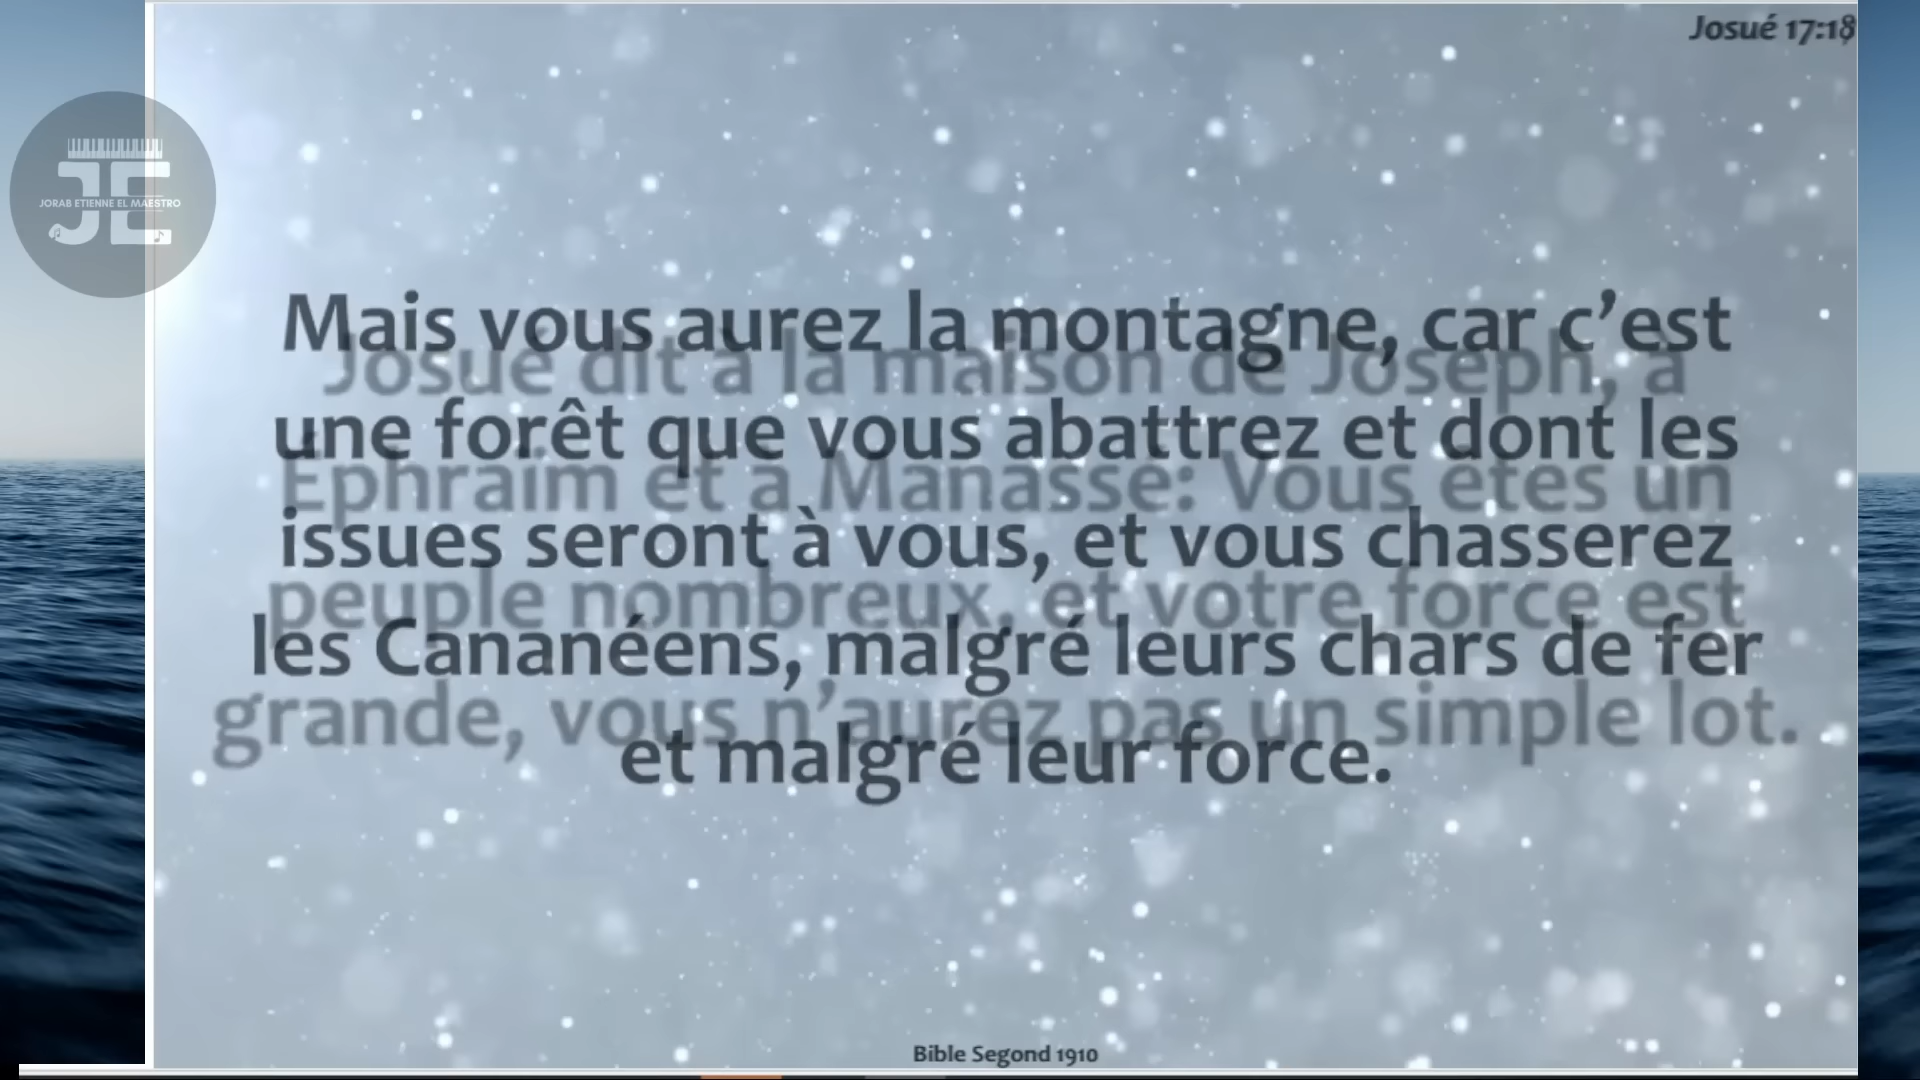 Josué 17:18
JE
JORAB ETIENNE EL MAESTRO
Mais vous aurez la montagne, car c’est
Josué dit à la maison de Joseph, à
une forêt que vous abattrez et dont les
Éphraïm et à Manassé: Vous êtes un
issues seront à vous, et vous chasserez
peuple nombreux, et votre force est
les Cananéens, malgré leurs chars de fer
grande, vous n’aurez pas un simple lot.
et malgré leur force.
Bible Segond 1910